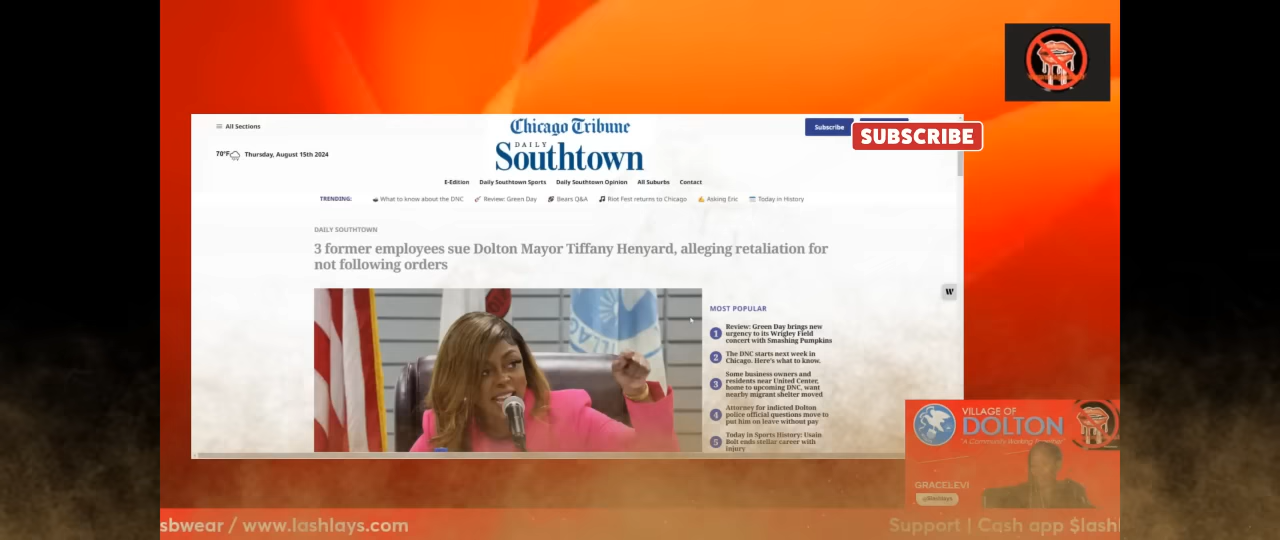 All Sections
Chicago Tribune
Subscribe
SUBSCRIBE
70°F
Thursday, August 15th 2024
DAILY
Southtown
E-Edition Daily Southtown Sports Daily Southtown Opinion All Suburbs Contact
TRENDING: What to know about the DNC Review: Green Day Bears Q&A Riot Fest returns to Chicago Asking Eric Today in History
DAILY SOUTHTOWN
3 former employees sue Dolton Mayor Tiffany Henyard, alleging retaliation for
not following orders
W
MOST POPULAR
1 Review: Green Day brings new
urgency to its Wrigley Field
concert with Smashing Pumpkins
2 The DNC starts next week in
Chicago. Here's what to know.
3 Some business owners and
residents near United Center,
home to upcoming DNC, want
nearby migrant shelter moved
4 Attorney for indicted Dolton
police official questions move to
put him on leave without pay
5 Today in Sports History: Usain
Bolt ends stellar career with
injury
VILLAGE OF
DOLTON
"A Community Working Together"
GRACELEVI
@llashlays
sbwear / www.lashlays.com
Support | Cash app $lashl